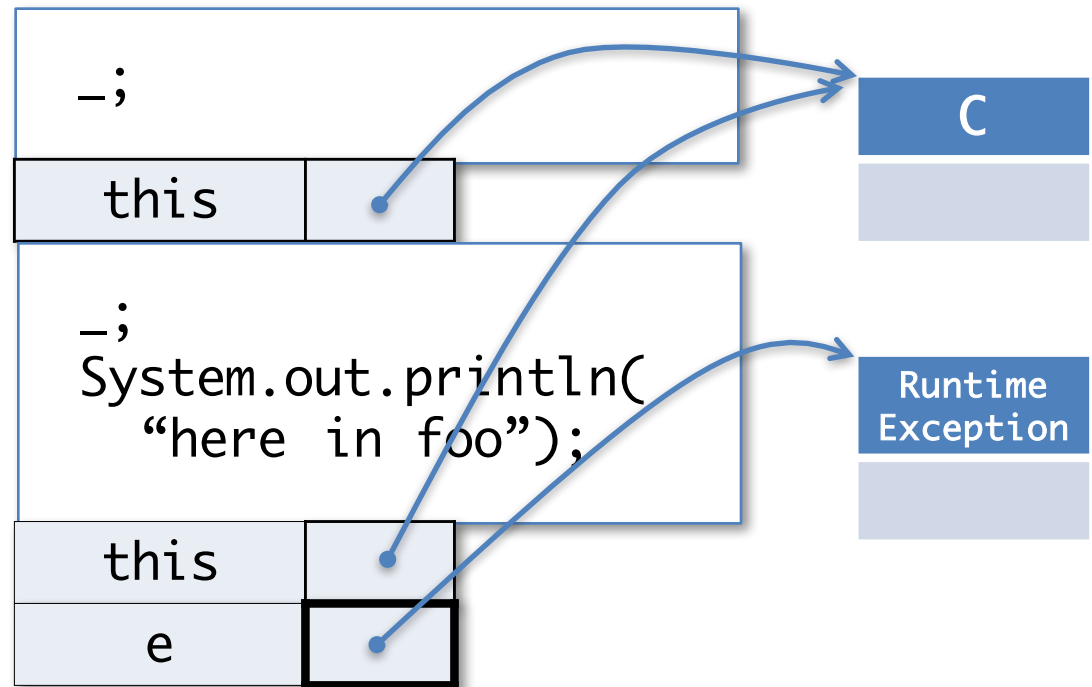 _;
this
_;
System.out.println(
“here in foo”);
this
e
C
Runtime
Exception